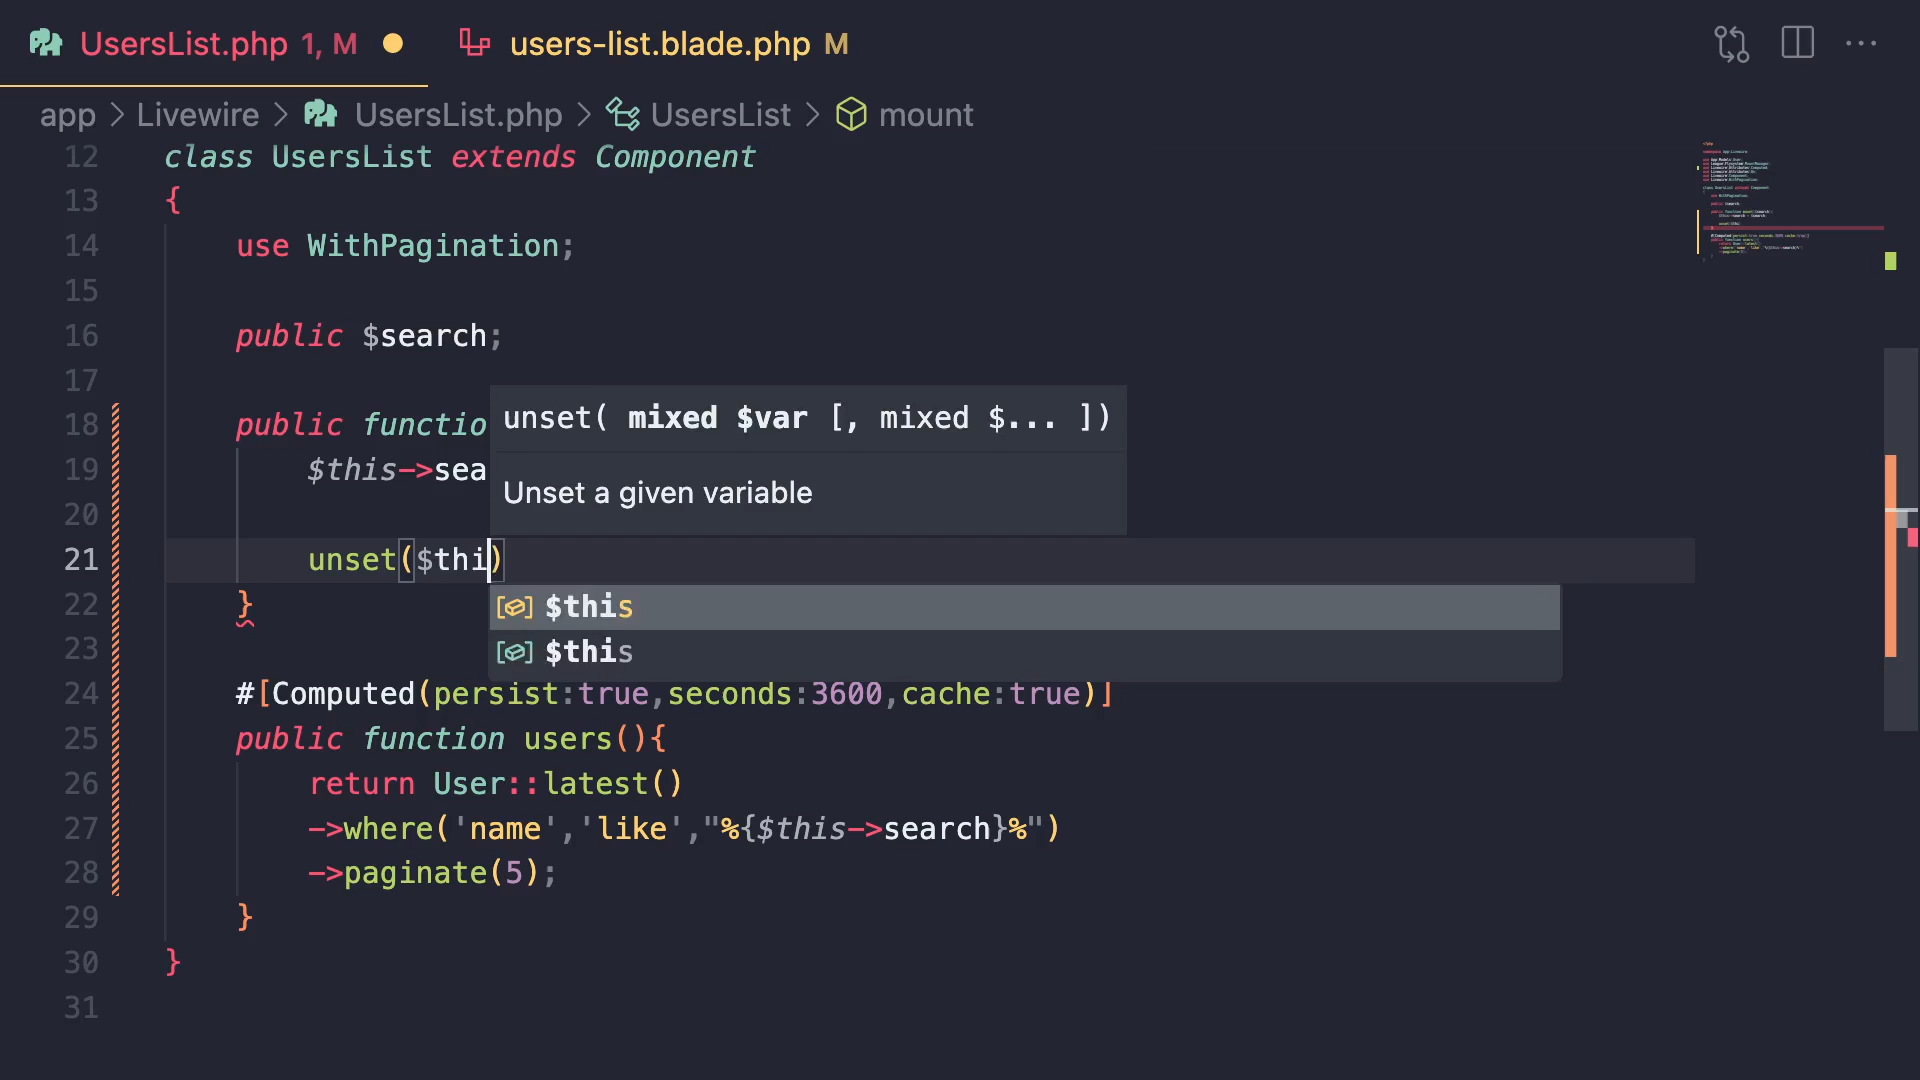 UsersList.php 1, M
users-list.blade.php M
app > Livewire > UsersList.php > UsersList > mount
12 class UsersList extends Component
13 {
14 use WithPagination;
15
16 public $search;
17
18 public functio
unset( mixed $var [, mixed $... ])
19 $this->sea
Unset a given variable
20
21 unset($thi)
22 }
$this
$this
23
24 #[Computed(persist:true,seconds:3600,cache:true)]
25 public function users(){
26 return User::latest()
27 ->where('name','like',"%{$this->search}%")
28 ->paginate(5);
29 }
30 }
31